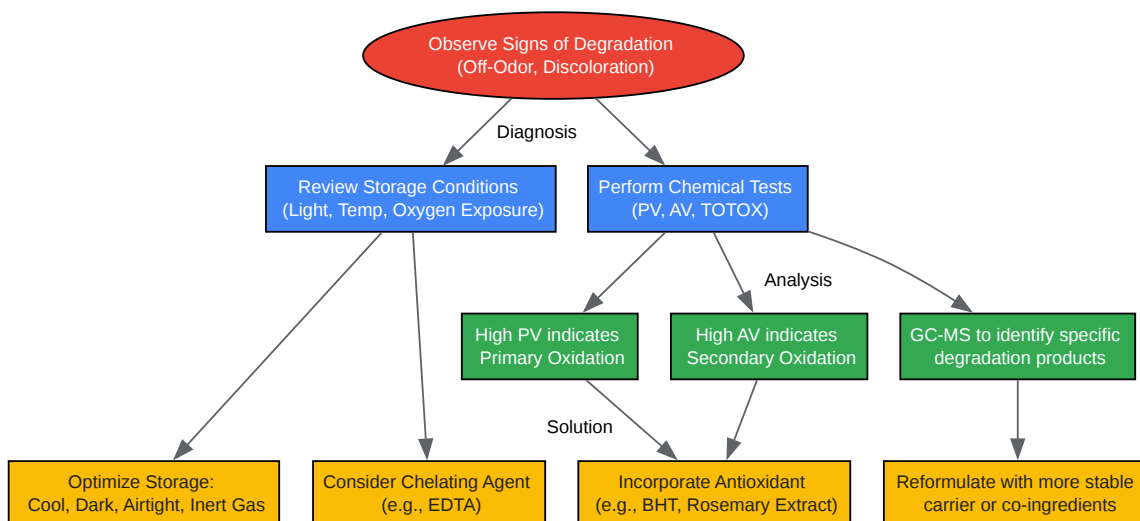 Observe Signs of Degradation
(Off-Odor, Discoloration)
Diagnosis
Review Storage Conditions
(Light, Temp, Oxygen Exposure)
Perform Chemical Tests
(PV, AV, TOTOX)
Analysis
High PV indicates
Primary Oxidation
High AV indicates
Secondary Oxidation
GC-MS to identify specific
degradation products
Solution
Optimize Storage:
Cool, Dark, Airtight, Inert Gas
Consider Chelating Agent
(e.g., EDTA)
Incorporate Antioxidant
(e.g., BHT, Rosemary Extract)
Reformulate with more stable
carrier or co-ingredients